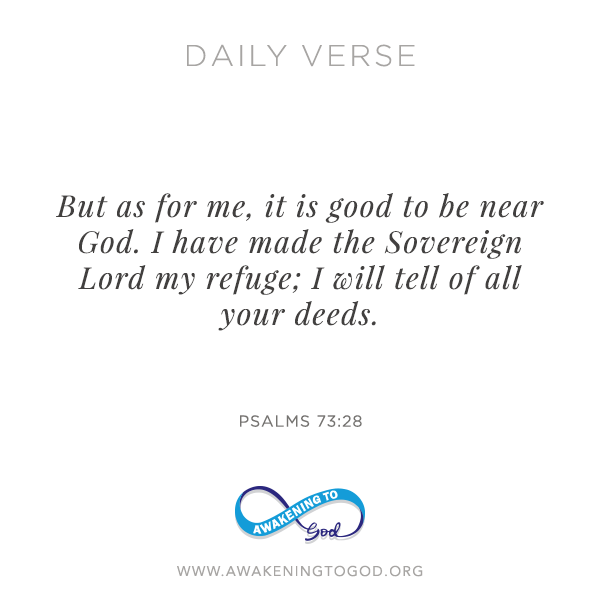 DAILY VERSE
But as for me, it is good to be near
God. I have made the Sovereign
Lord my refuge; I will tell of all
your deeds.
PSALMS 73:28
AWAKENING TO
God
WWW.AWAKENINGTOGOD.ORG